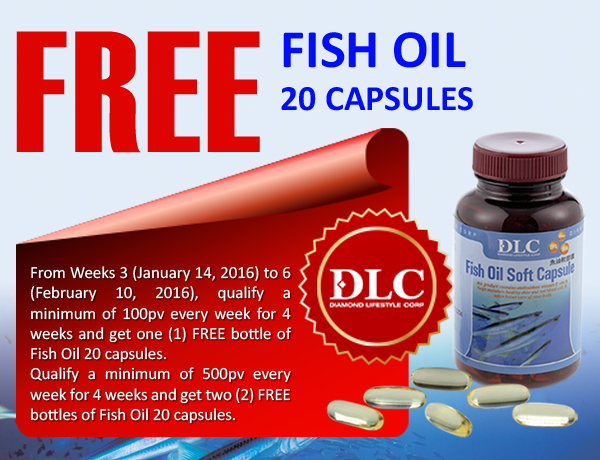 FREE
FISH OIL
20 CAPSULES
From Weeks 3 (January 14, 2016) to 6
(February 10, 2016), qualify a
minimum of 100pv every week for 4
weeks and get one (1) FREE bottle of
Fish Oil 20 capsules.
Qualify a minimum of 500pv every
week for 4 weeks and get two (2) FREE
bottles of Fish Oil 20 capsules.
DLC
DIAMOND LIFESTYLE CORP
DLC
DIAMOND LIFESTYLE CORP
Fish Oil Soft Capsule